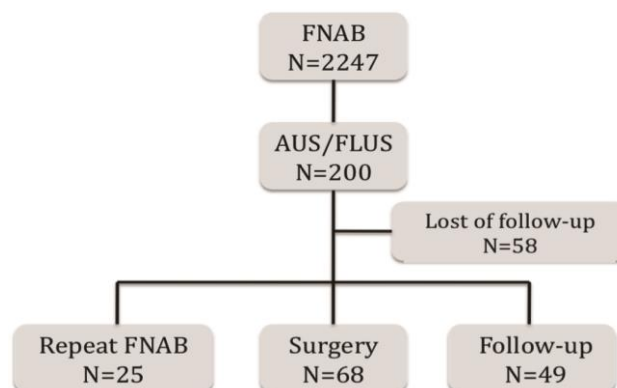 FNAB
N=2247
AUS/FLUS
N=200
Lost of follow-up
N=58
Repeat FNAB
N=25
Surgery
N=68
Follow-up
N=49